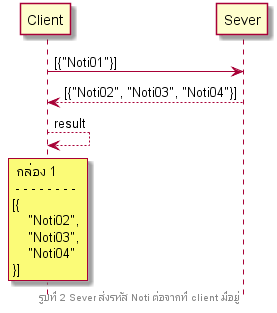 Client
Sever
[{"Noti01"}]
[{"Noti02", "Noti03", "Noti04"}]
result
กล่อง 1
- - - - - - - -
[{
"Noti02",
"Noti03",
"Noti04"
}]
รูปที่ 2 Sever ส่งรหัส Noti ต่อจากที่ client มีอยู่